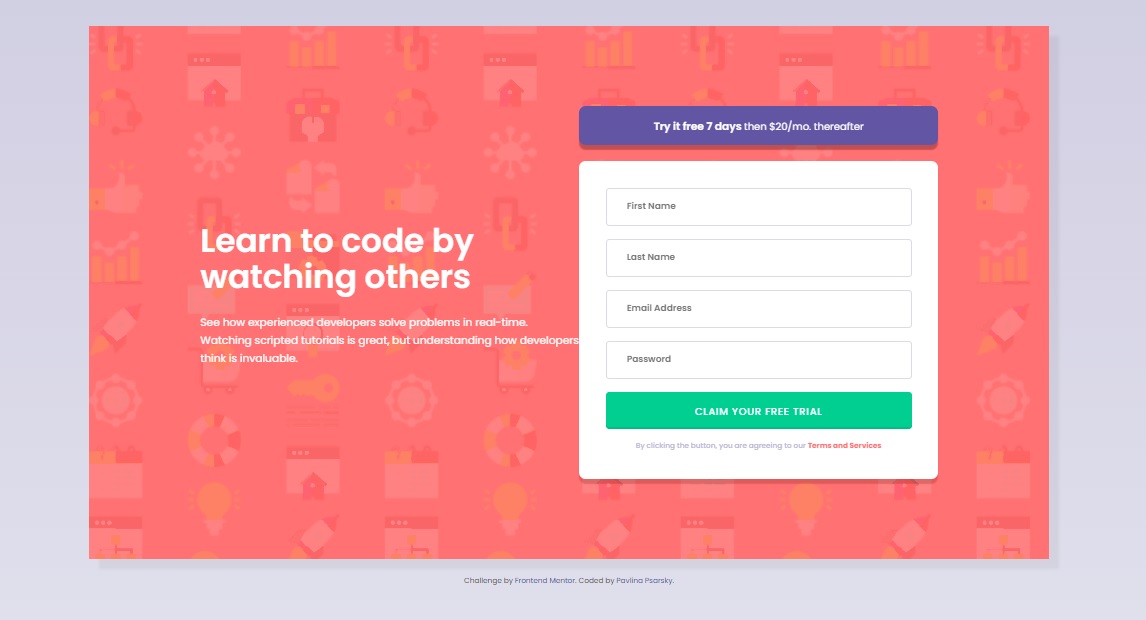 Learn to code by
watching others
See how experienced developers solve problems in real-time.
Watching scripted tutorials is great, but understanding how developers
think is invaluable.
Try it free 7 days then $20/mo. thereafter
First Name
Last Name
Email Address
Password
CLAIM YOUR FREE TRIAL
By clicking the button, you are agreeing to our Terms and Services
Challenge by Frontend Mentor. Coded by Pavlina Psarsky.